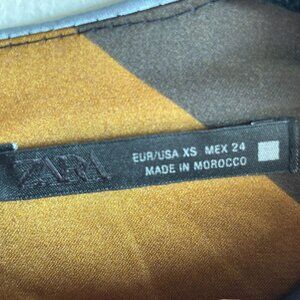 ZARA
EUR/USA XS MEX 24
MADE IN MOROCCO